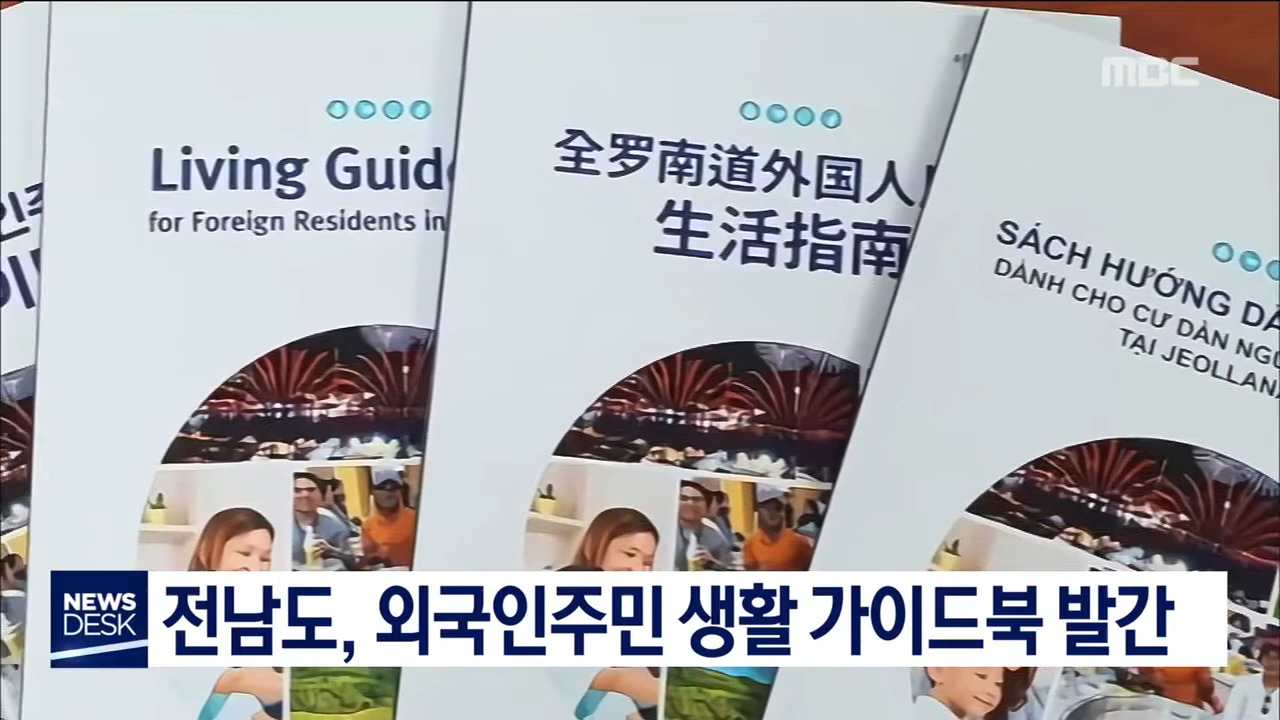 MBC
Living Guid
for Foreign Residents in
全罗南道外国人
生活指南
SÁCH HƯỚNG D
DÀNH CHO CƯ DÂN NG
TẠI JEOLLAN
NEWS
DESK
전남도, 외국인주민 생활 가이드북 발간